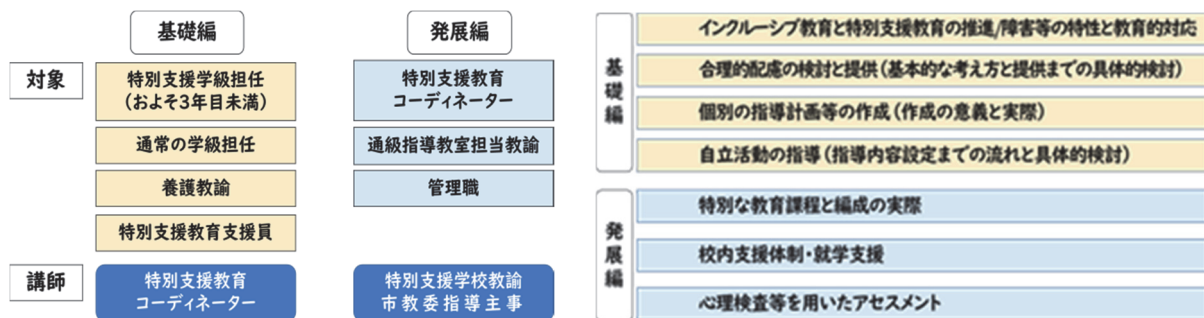 基礎編
発展編
対象
特別支援学級担任
(およそ3年目未満)
通常の学級担任
養護教諭
特別支援教育支援員
特別支援教育
コーディネーター
通級指導教室担当教諭
管理職
講師
特別支援教育
コーディネーター
特別支援学校教諭
市教委指導主事
基礎編
インクルーシブ教育と特別支援教育の推進/障害等の特性と教育的対応
合理的配慮の検討と提供(基本的な考え方と提供までの具体的検討)
個別の指導計画等の作成(作成の意義と実際)
自立活動の指導(指導内容設定までの流れと具体的検討)
発展編
特別な教育課程と編成の実際
校内支援体制・就学支援
心理検査等を用いたアセスメント